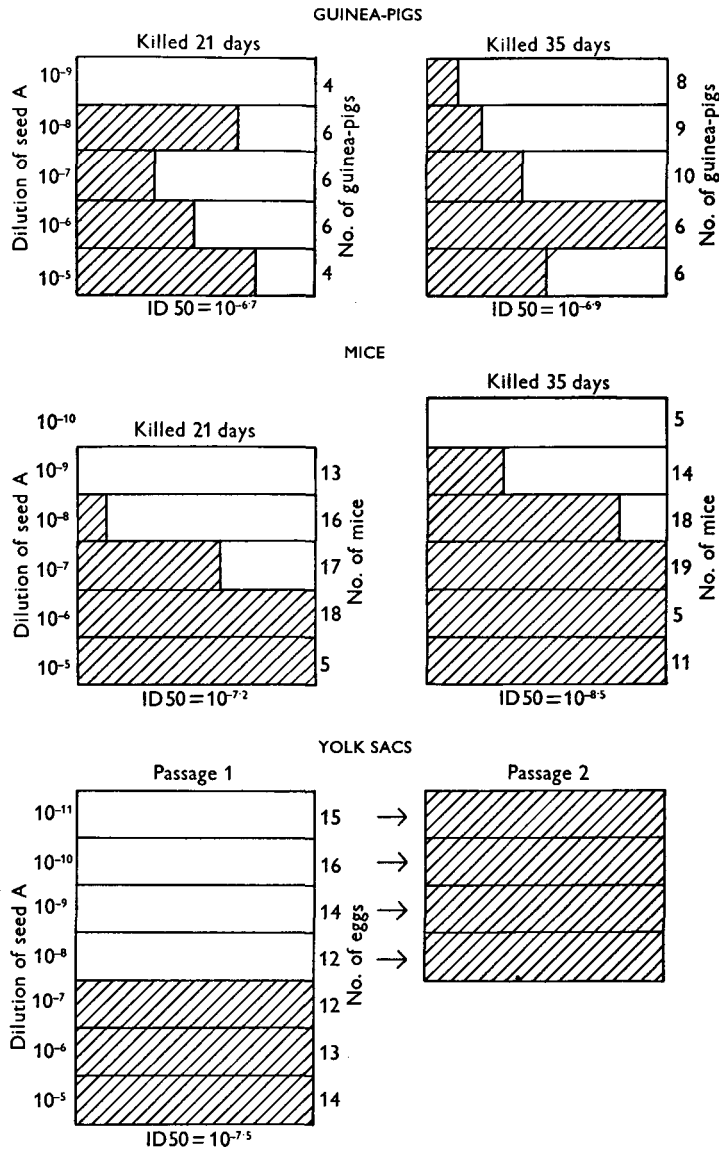 GUINEA-PIGS
Killed 21 days
Dilution of seed A
10⁻⁹
10⁻⁸
10⁻⁷
10⁻⁶
10⁻⁵
4
6
6
6
4
No. of guinea-pigs
ID 50 = 10⁻⁶·⁷
Killed 35 days
8
9
10
6
6
No. of guinea-pigs
ID 50 = 10⁻⁶·⁹
MICE
Killed 21 days
Dilution of seed A
10⁻¹⁰
10⁻⁹
10⁻⁸
10⁻⁷
10⁻⁶
10⁻⁵
13
16
17
18
5
No. of mice
ID 50 = 10⁻⁷·²
Killed 35 days
5
14
18
19
5
11
No. of mice
ID 50 = 10⁻⁸·⁵
YOLK SACS
Passage 1
Dilution of seed A
10⁻¹¹
10⁻¹⁰
10⁻⁹
10⁻⁸
10⁻⁷
10⁻⁶
10⁻⁵
15 →
16 →
14 →
12 →
12
13
14
No. of eggs
ID 50 = 10⁻⁷·⁵
Passage 2